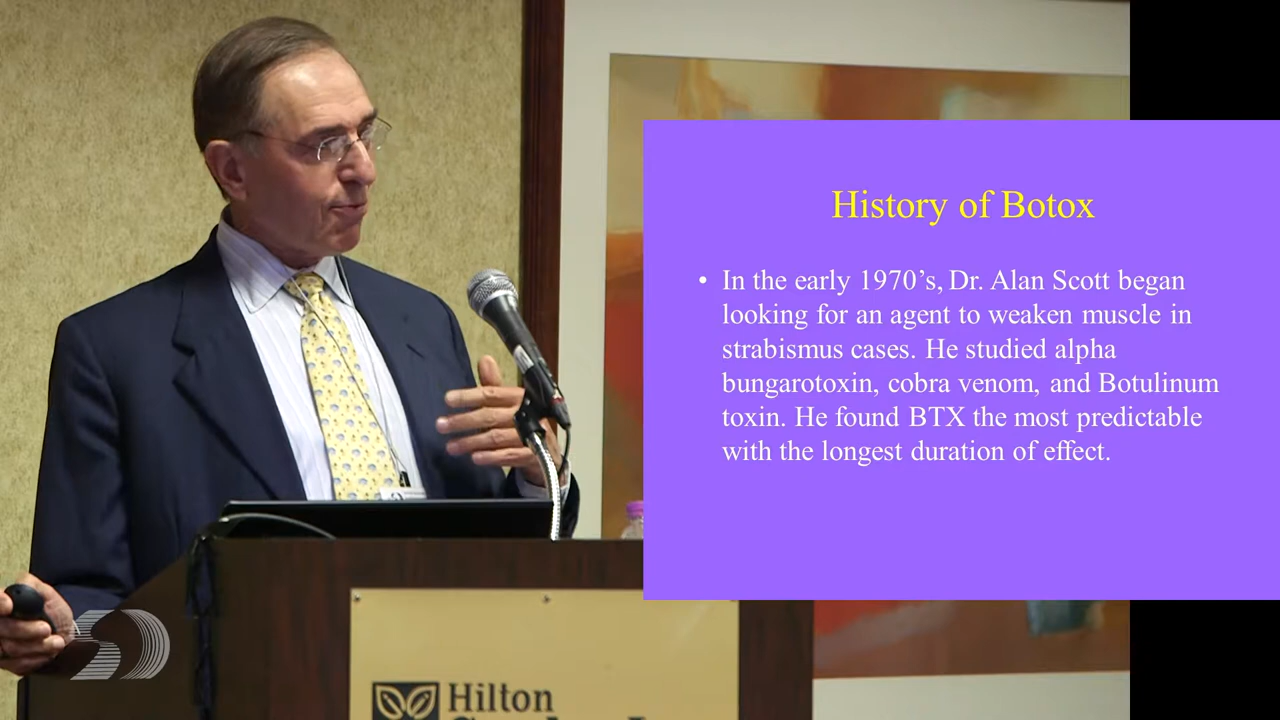 History of Botox
• In the early 1970’s, Dr. Alan Scott began
looking for an agent to weaken muscle in
strabismus cases. He studied alpha
bungarotoxin, cobra venom, and Botulinum
toxin. He found BTX the most predictable
with the longest duration of effect.
Hilton